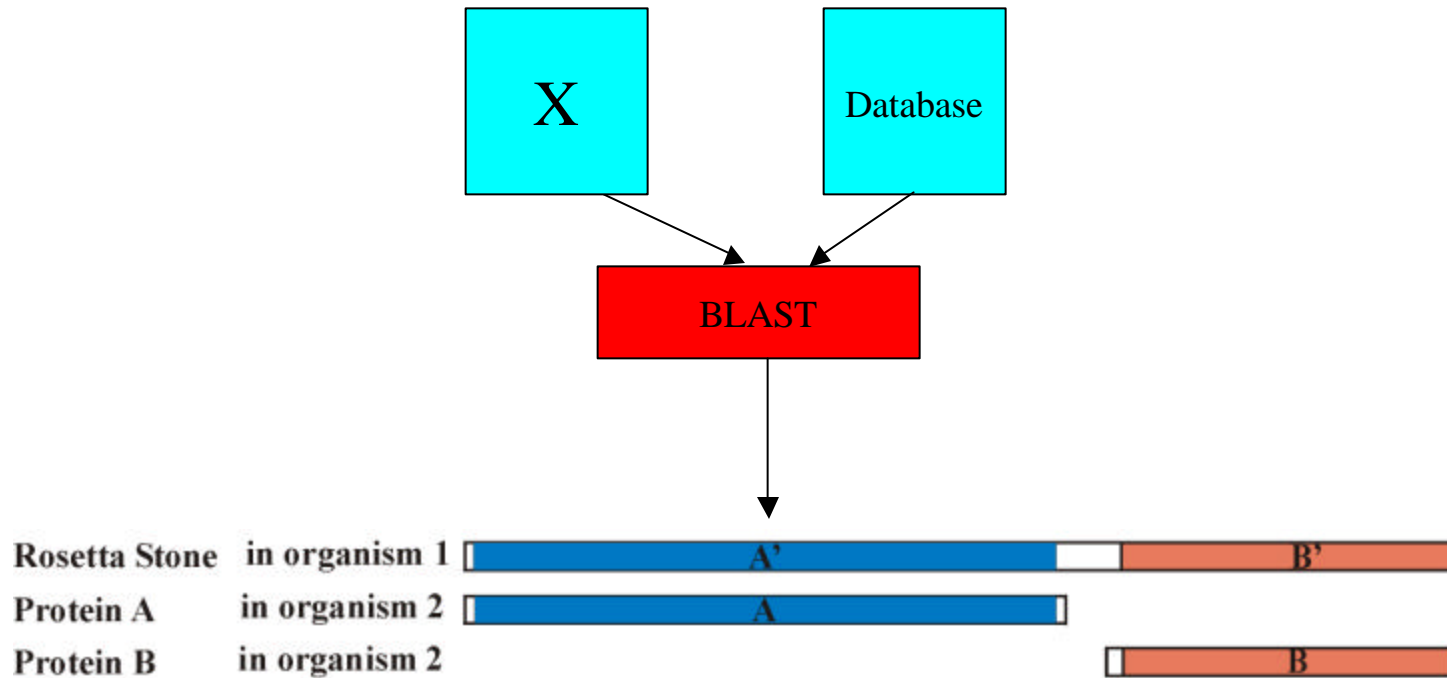 X
Database
BLAST
Rosetta Stone in organism 1 A’ B’
Protein A in organism 2 A
Protein B in organism 2 B